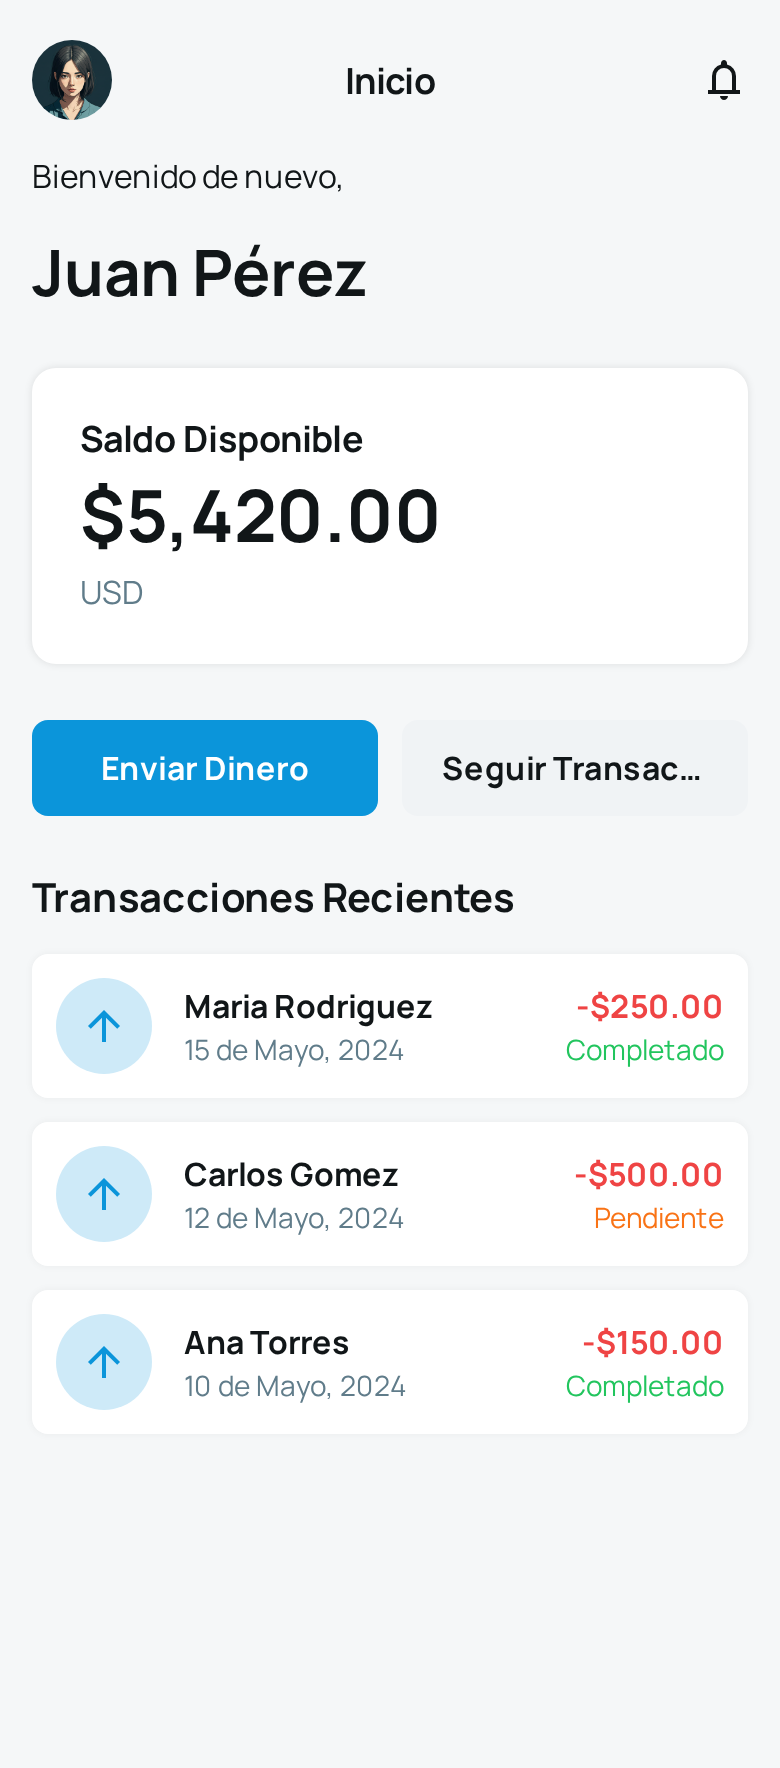 Inicio
Bienvenido de nuevo,
Juan Pérez
Saldo Disponible
$5,420.00
USD
Enviar Dinero
Seguir Transac...
Transacciones Recientes
Maria Rodriguez
-$250.00
15 de Mayo, 2024
Completado
Carlos Gomez
-$500.00
12 de Mayo, 2024
Pendiente
Ana Torres
-$150.00
10 de Mayo, 2024
Completado